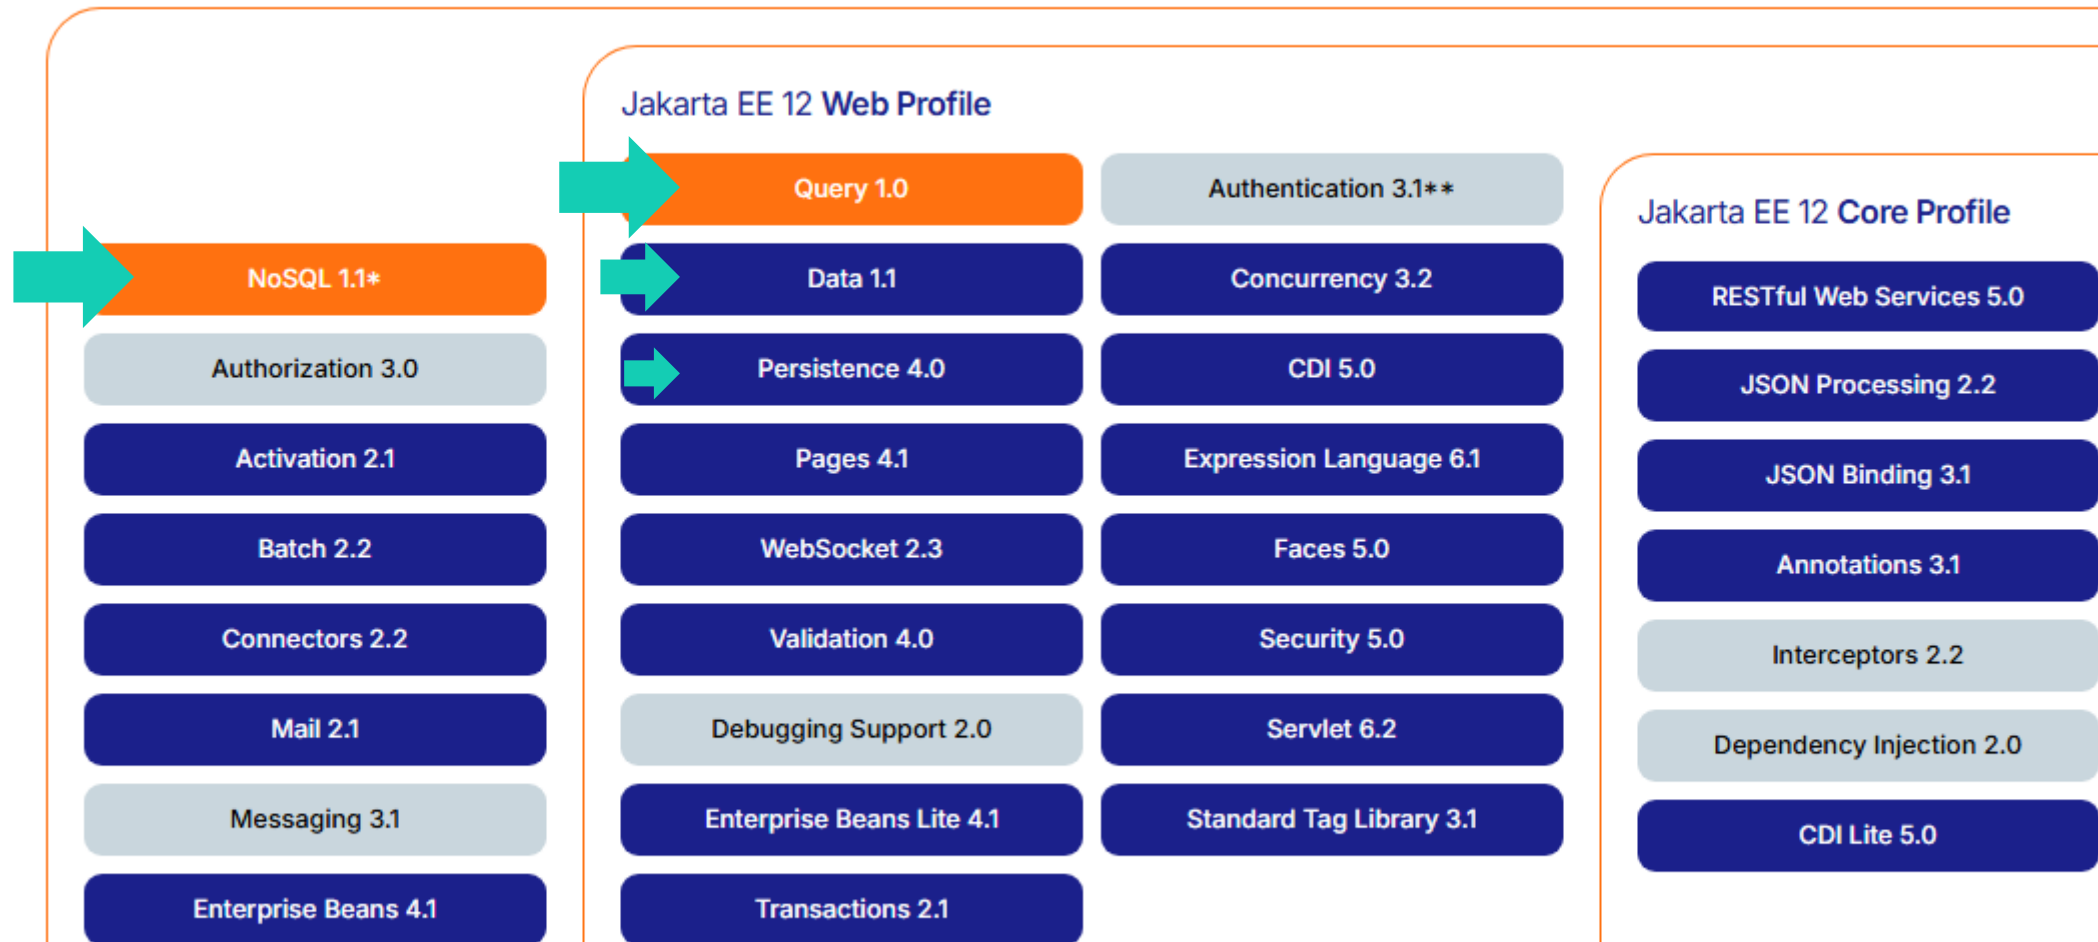 NoSQL 1.1*
Authorization 3.0
Activation 2.1
Batch 2.2
Connectors 2.2
Mail 2.1
Messaging 3.1
Enterprise Beans 4.1
Jakarta EE 12 Web Profile
Query 1.0
Data 1.1
Persistence 4.0
Pages 4.1
WebSocket 2.3
Validation 4.0
Debugging Support 2.0
Enterprise Beans Lite 4.1
Transactions 2.1
Authentication 3.1**
Concurrency 3.2
CDI 5.0
Expression Language 6.1
Faces 5.0
Security 5.0
Servlet 6.2
Standard Tag Library 3.1
Jakarta EE 12 Core Profile
RESTful Web Services 5.0
JSON Processing 2.2
JSON Binding 3.1
Annotations 3.1
Interceptors 2.2
Dependency Injection 2.0
CDI Lite 5.0